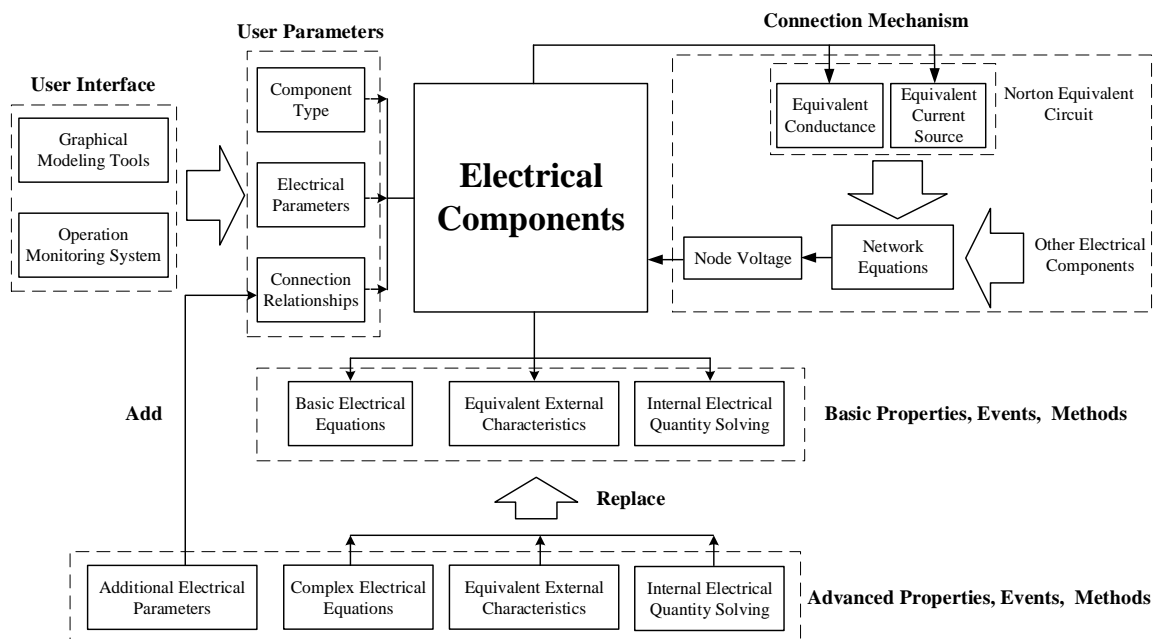 Connection Mechanism
User Parameters
User Interface
Component
Type
Equivalent
Conductance
Equivalent
Current
Source
Norton Equivalent
Circuit
Graphical
Modeling Tools
Electrical
Components
Electrical
Parameters
Operation
Monitoring System
Node Voltage
Network
Equations
Other Electrical
Components
Connection
Relationships
Add
Basic Electrical
Equations
Equivalent External
Characteristics
Internal Electrical
Quantity Solving
Basic Properties, Events, Methods
Replace
Additional Electrical
Parameters
Complex Electrical
Equations
Equivalent External
Characteristics
Internal Electrical
Quantity Solving
Advanced Properties, Events, Methods